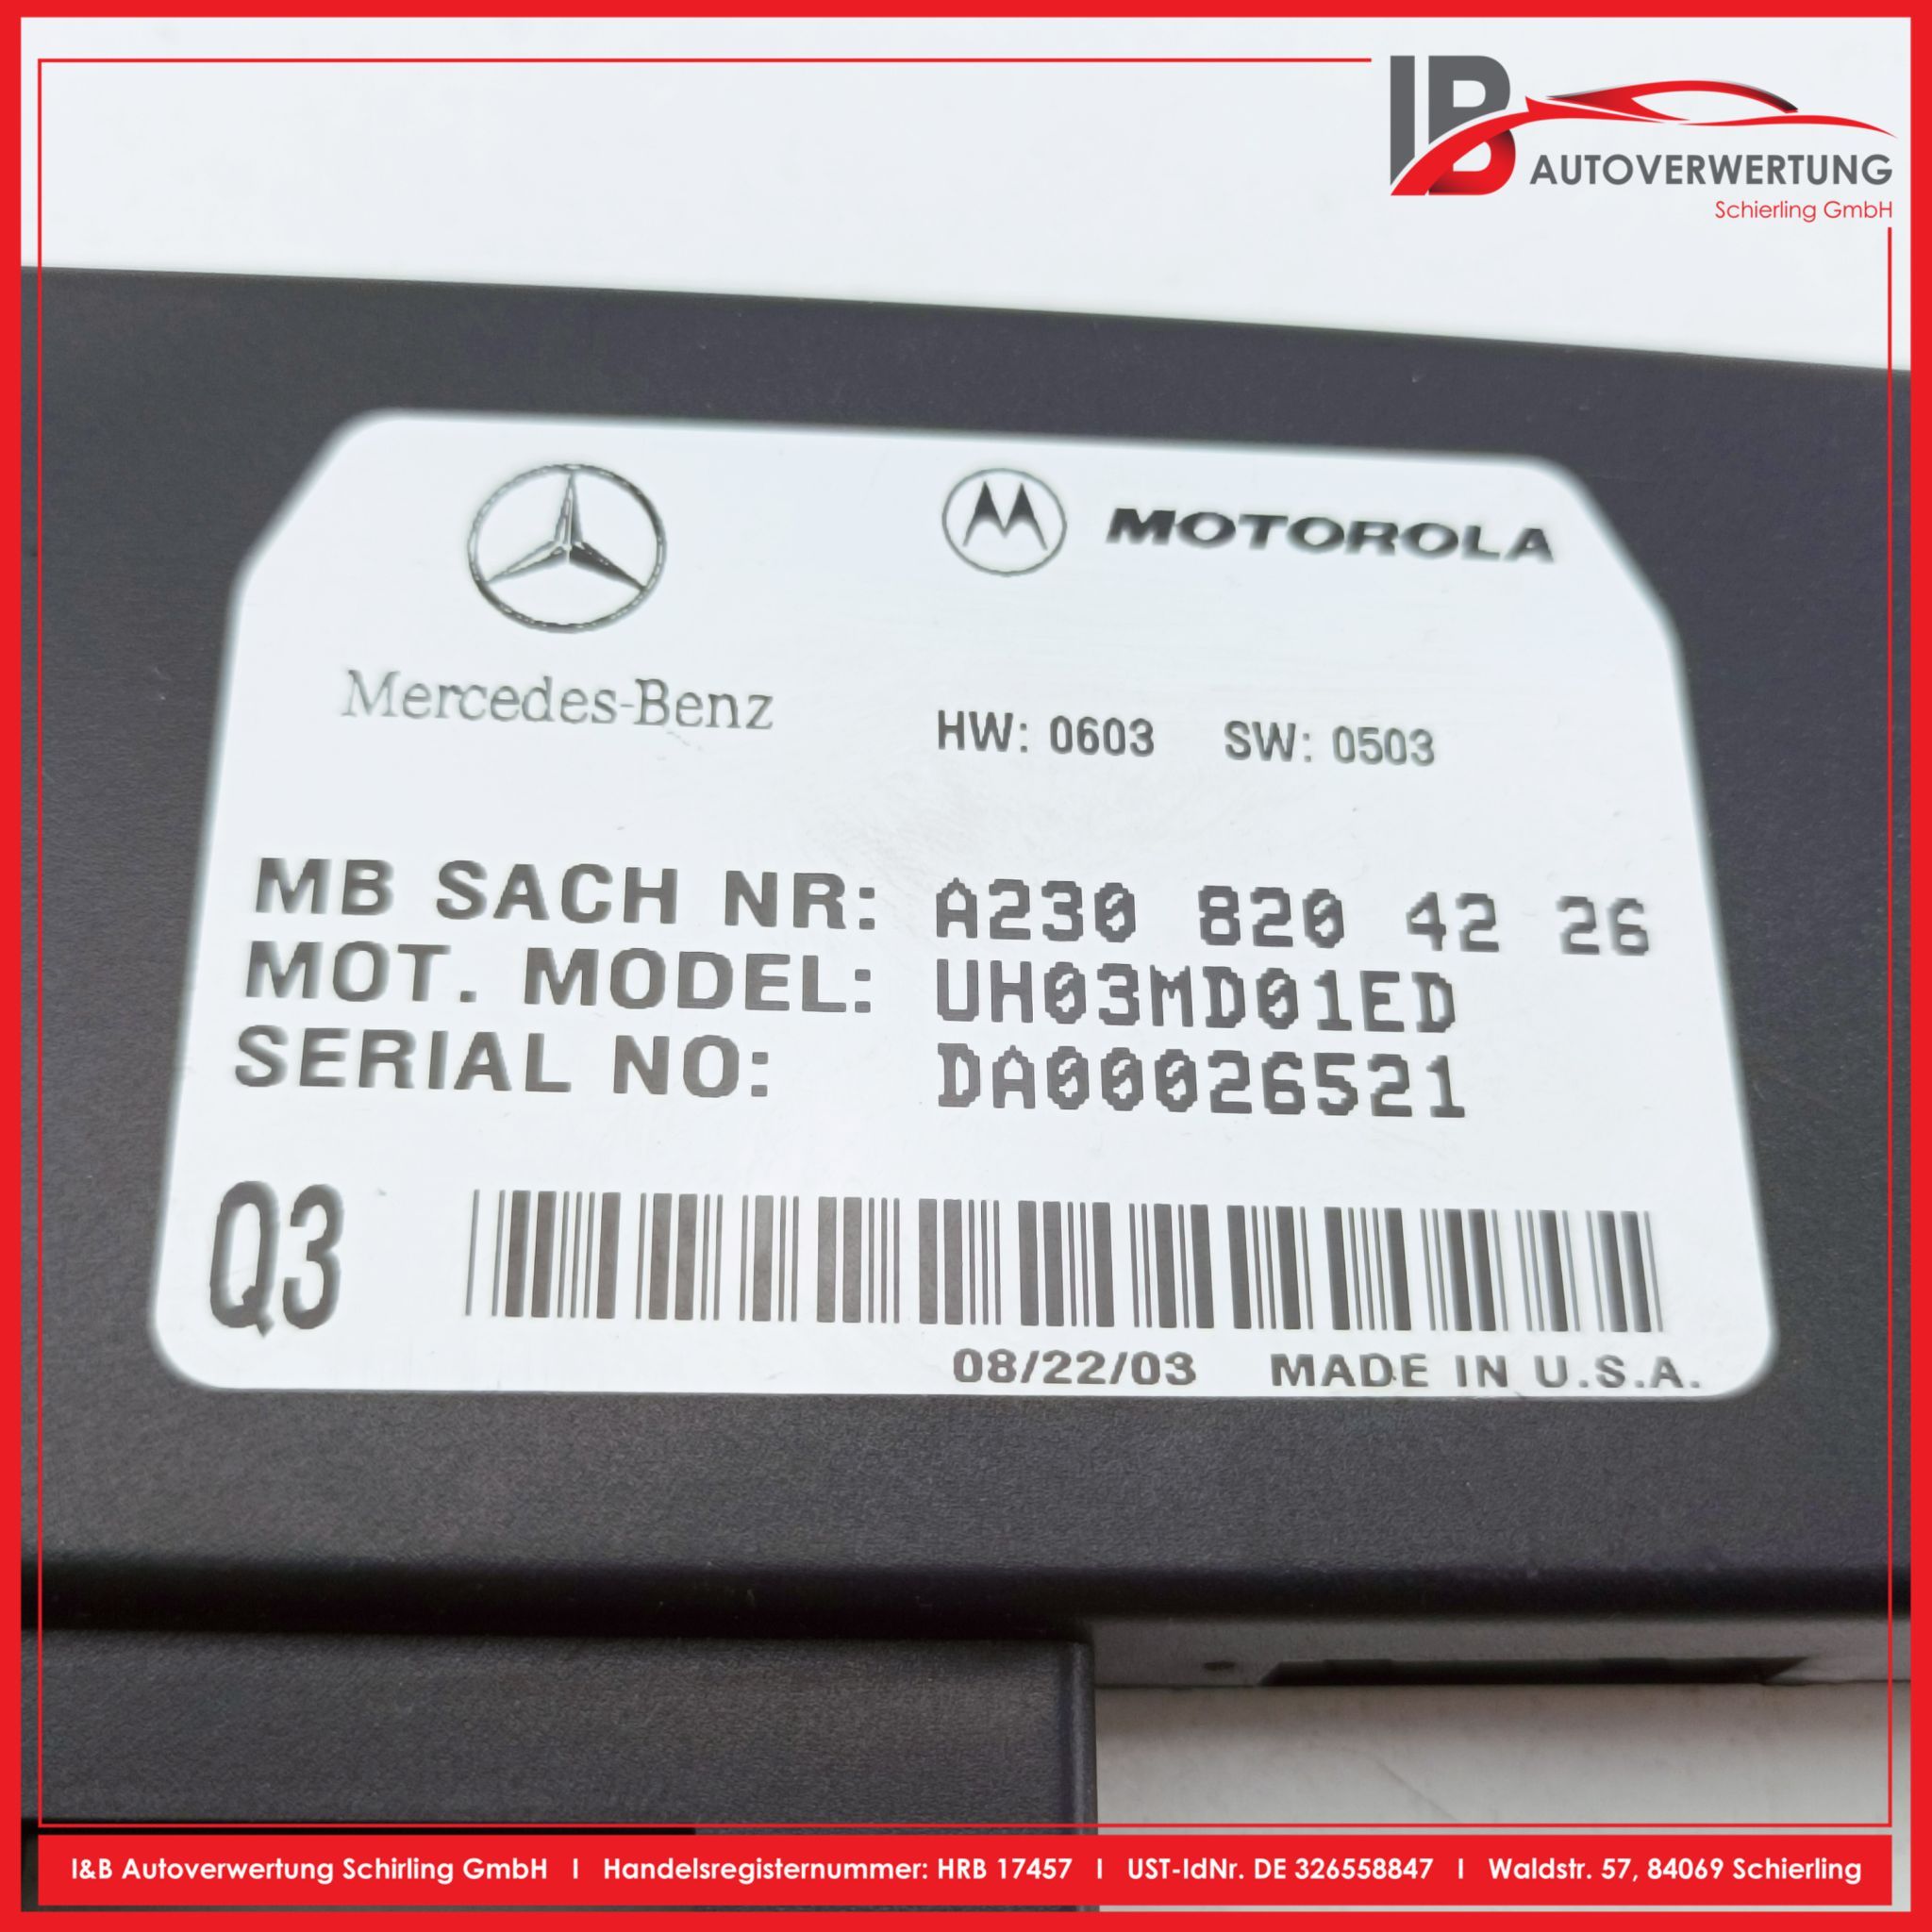 IB AUTOVERWERTUNG
Schierling GmbH
MOTOROLA
Mercedes-Benz
HW: 0603 SW: 0503
MB SACH NR: A230 820 42 26
MOT. MODEL: UH03MD01ED
SERIAL NO: DA00026521
Q3
08/22/03 MADE IN U.S.A.
I&B Autoverwertung Schirling GmbH I Handelsregisternummer: HRB 17457 I UST-IdNr. DE 326558847 I Waldstr. 57, 84069 Schierling